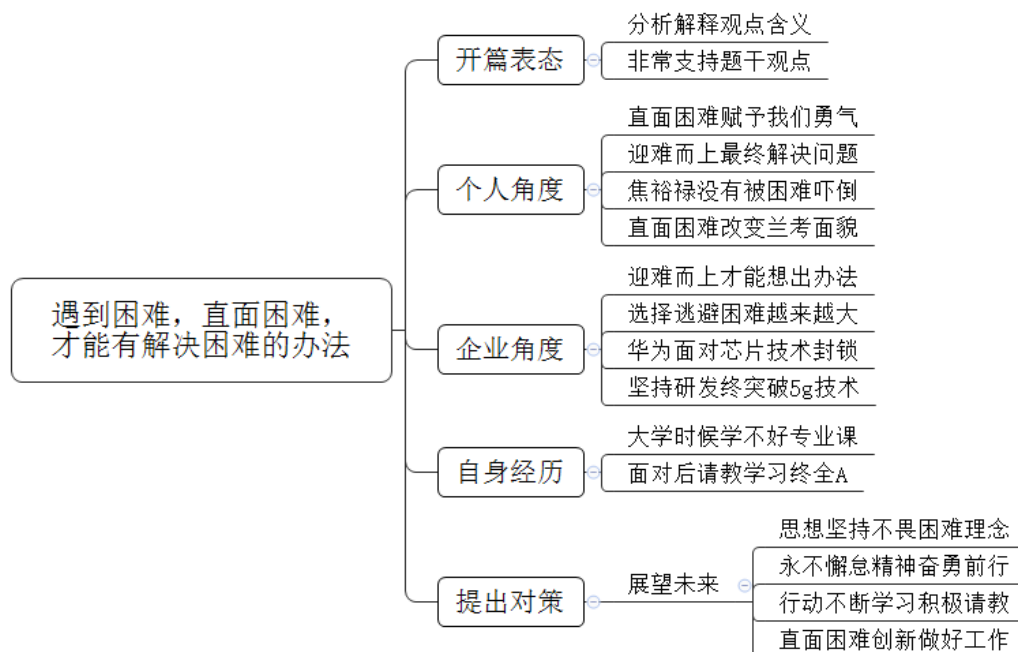 遇到困难，直面困难，
才能有解决困难的办法
开篇表态
分析解释观点含义
非常支持题干观点
个人角度
直面困难赋予我们勇气
迎难而上最终解决问题
焦裕禄没有被困难吓倒
直面困难改变兰考面貌
企业角度
迎难而上才能想出办法
选择逃避困难越来越大
华为面对芯片技术封锁
坚持研发终突破5g技术
自身经历
大学时候学不好专业课
面对后请教学习终全A
提出对策
展望未来
思想坚持不畏困难理念
永不懈怠精神奋勇前行
行动不断学习积极请教
直面困难创新做好工作